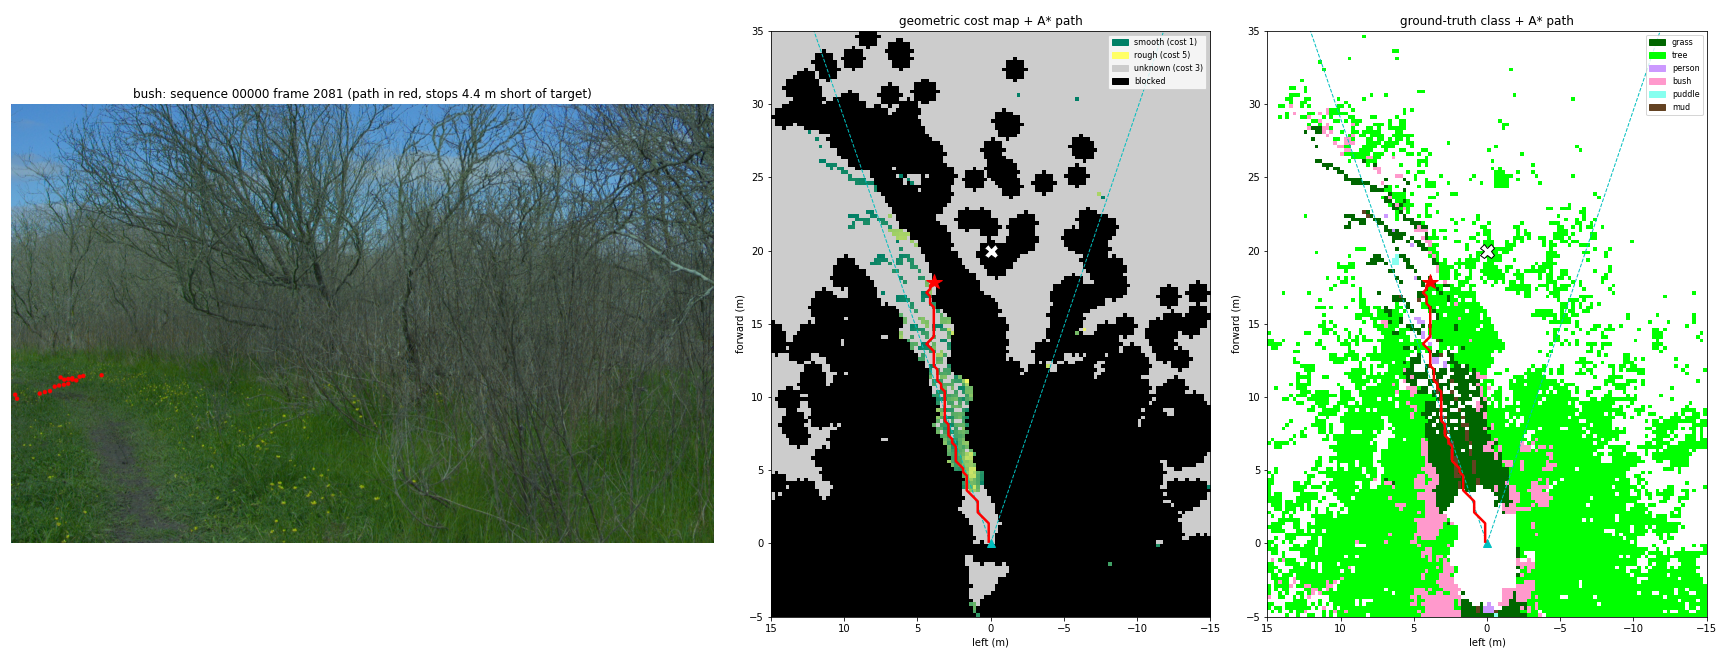 bush: sequence 00000 frame 2081 (path in red, stops 4.4 m short of target)
geometric cost map + A* path
smooth (cost 1)
rough (cost 5)
unknown (cost 3)
blocked
forward (m)
35
30
25
20
15
10
5
0
−5
15
10
5
0
−5
−10
−15
left (m)
ground-truth class + A* path
grass
tree
person
bush
puddle
mud
forward (m)
35
30
25
20
15
10
5
0
−5
15
10
5
0
−5
−10
−15
left (m)